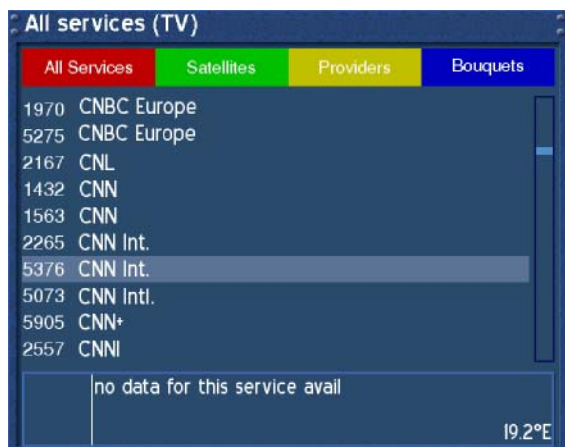 All services (TV)
All Services Satellites Providers Bouquets
1970 CNBC Europe
5275 CNBC Europe
2167 CNL
1432 CNN
1563 CNN
2265 CNN Int.
5376 CNN Int.
5073 CNN Intl.
5905 CNN+
2557 CNNI
no data for this service avail
19.2°E